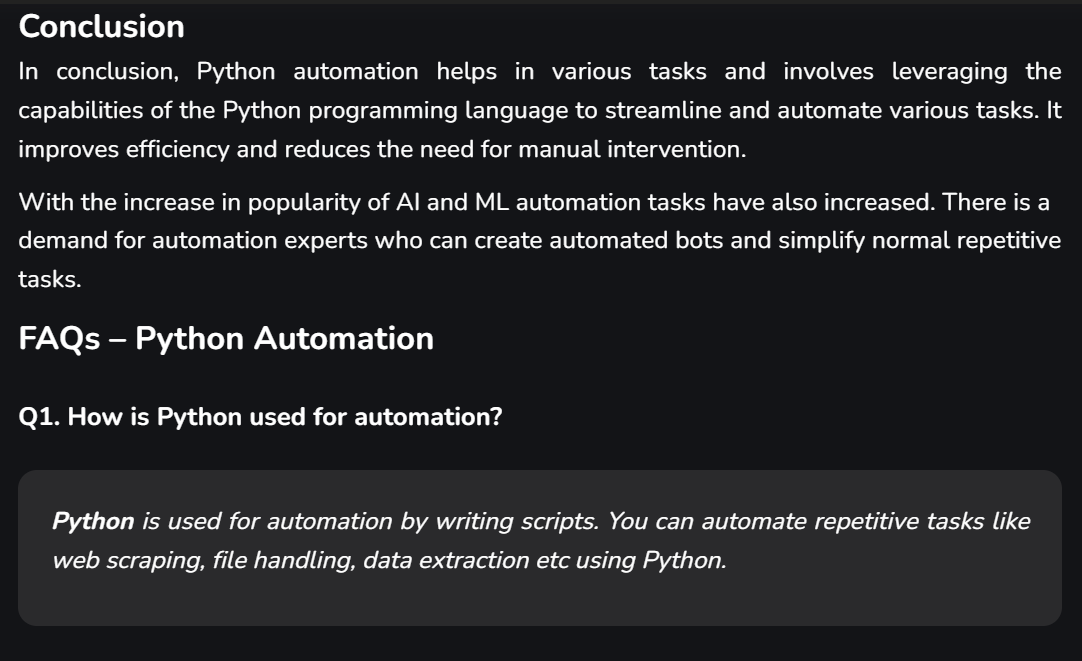 Conclusion
In conclusion, Python automation helps in various tasks and involves leveraging the
capabilities of the Python programming language to streamline and automate various tasks. It
improves efficiency and reduces the need for manual intervention.
With the increase in popularity of AI and ML automation tasks have also increased. There is a
demand for automation experts who can create automated bots and simplify normal repetitive
tasks.
FAQs – Python Automation
Q1. How is Python used for automation?
Python is used for automation by writing scripts. You can automate repetitive tasks like
web scraping, file handling, data extraction etc using Python.